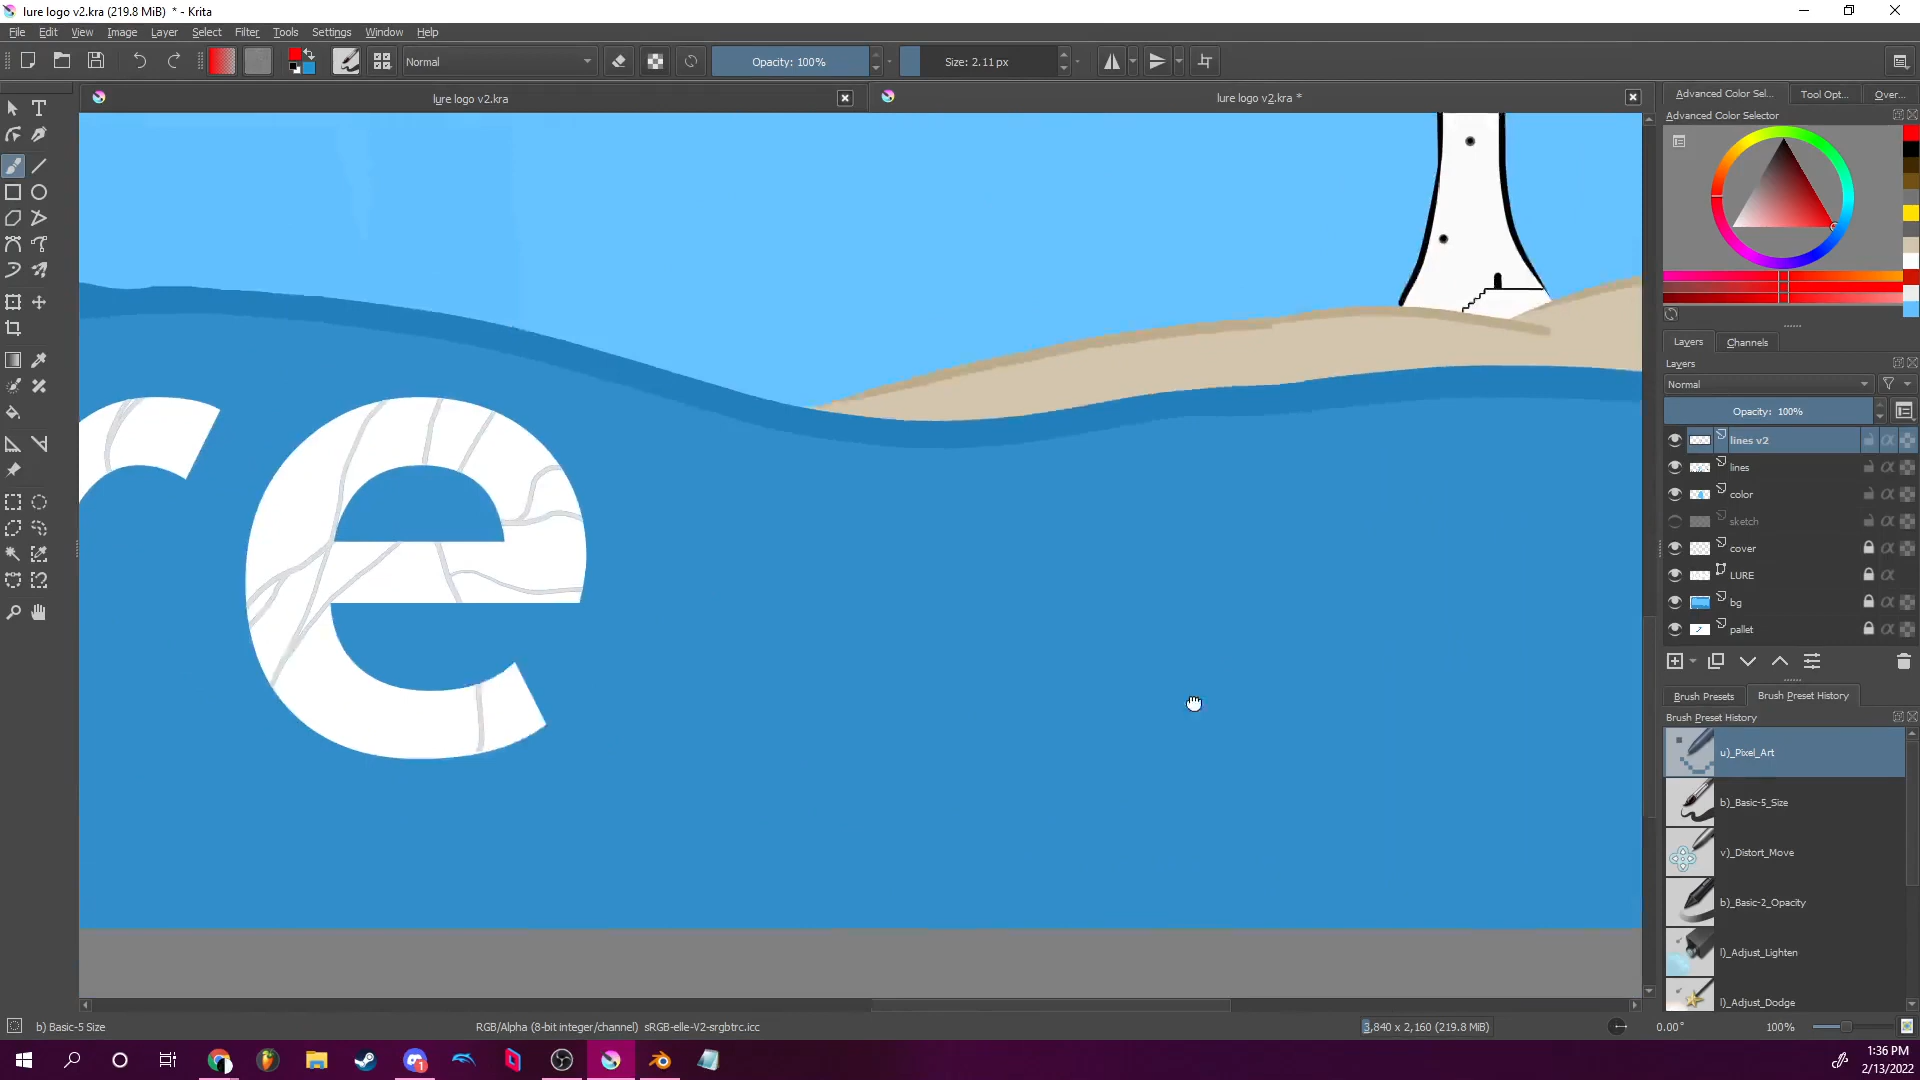 lure logo v2.kra (219.8 MiB) * - Krita
File Edit View Image Layer Select Filter Tools Settings Window Help
Normal
Opacity: 100%
Size: 2.11 px
lure logo v2.kra
lure logo v2.kra *
Advanced Color Sel...
Tool Opt...
Over...
Advanced Color Selector
Layers
Channels
Layers
Normal
Opacity: 100%
lines v2
lines
color
sketch
cover
LURE
bg
pallet
Brush Presets
Brush Preset History
Brush Preset History
u)_Pixel_Art
b)_Basic-5_Size
v)_Distort_Move
b)_Basic-2_Opacity
l)_Adjust_Lighten
l)_Adjust_Dodge
re
b) Basic-5 Size
RGB/Alpha (8-bit integer/channel) sRGB-elle-V2-srgbtrc.icc
3,840 x 2,160 (219.8 MiB)
0.00°
100%
1:36 PM
2/13/2022